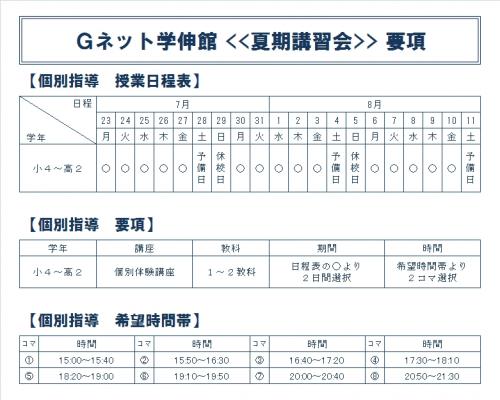 Gネット学伸館 <<夏期講習会>> 要項
【個別指導　授業日程表】
日程 7月 8月
学年 23 24 25 26 27 28 29 30 31 1 2 3 4 5 6 7 8 9 10 11
月 火 水 木 金 土 日 月 火 水 木 金 土 日 月 火 水 木 金 土
小4～高2 ○ ○ ○ ○ ○ 予備日 休校日 ○ ○ ○ ○ ○ 予備日 休校日 ○ ○ ○ ○ ○ 予備日
【個別指導　要項】
学年 講座 教科 期間 時間
小4～高2 個別体験講座 1～2教科 日程表の○より 希望時間帯より
2日間選択 2コマ選択
【個別指導　希望時間帯】
コマ 時間 コマ 時間 コマ 時間 コマ 時間
① 15:00～15:40 ② 15:50～16:30 ③ 16:40～17:20 ④ 17:30～18:10
⑤ 18:20～19:00 ⑥ 19:10～19:50 ⑦ 20:00～20:40 ⑧ 20:50～21:30